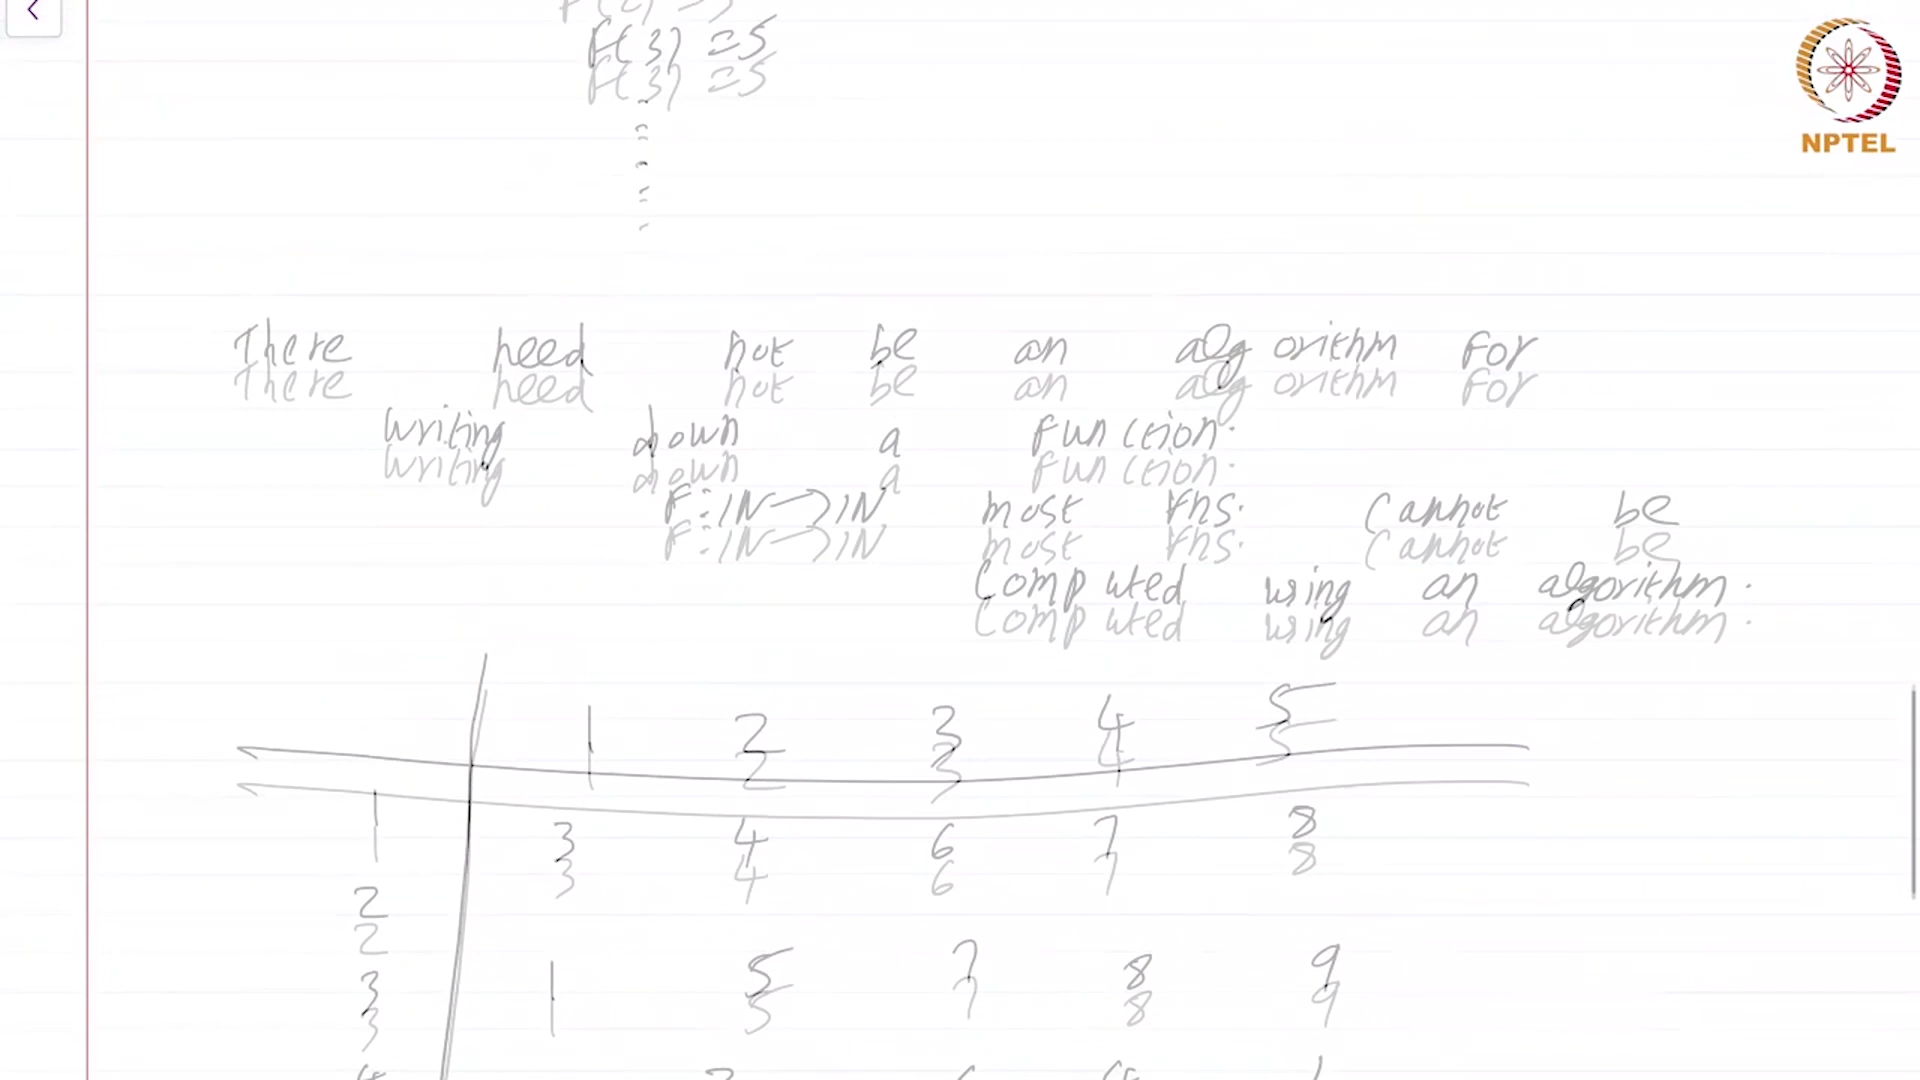 F(3) = 5
There need not be an algorithm for
writing down a function.
F: IN → IN most fns. cannot be
computed using an algorithm.
1 2 3 4 5
1 3 4 6 7 8
2
3 1 5 7 8 9
NPTEL